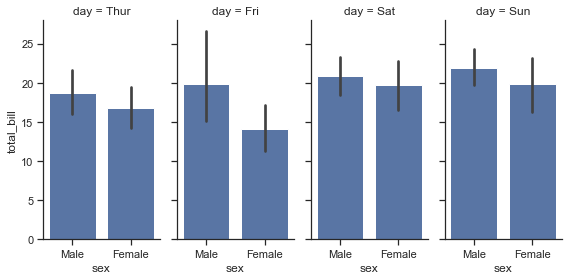 day = Thur
day = Fri
day = Sat
day = Sun
total_bill
25
20
15
10
5
0
Male Female
sex
Male Female
sex
Male Female
sex
Male Female
sex